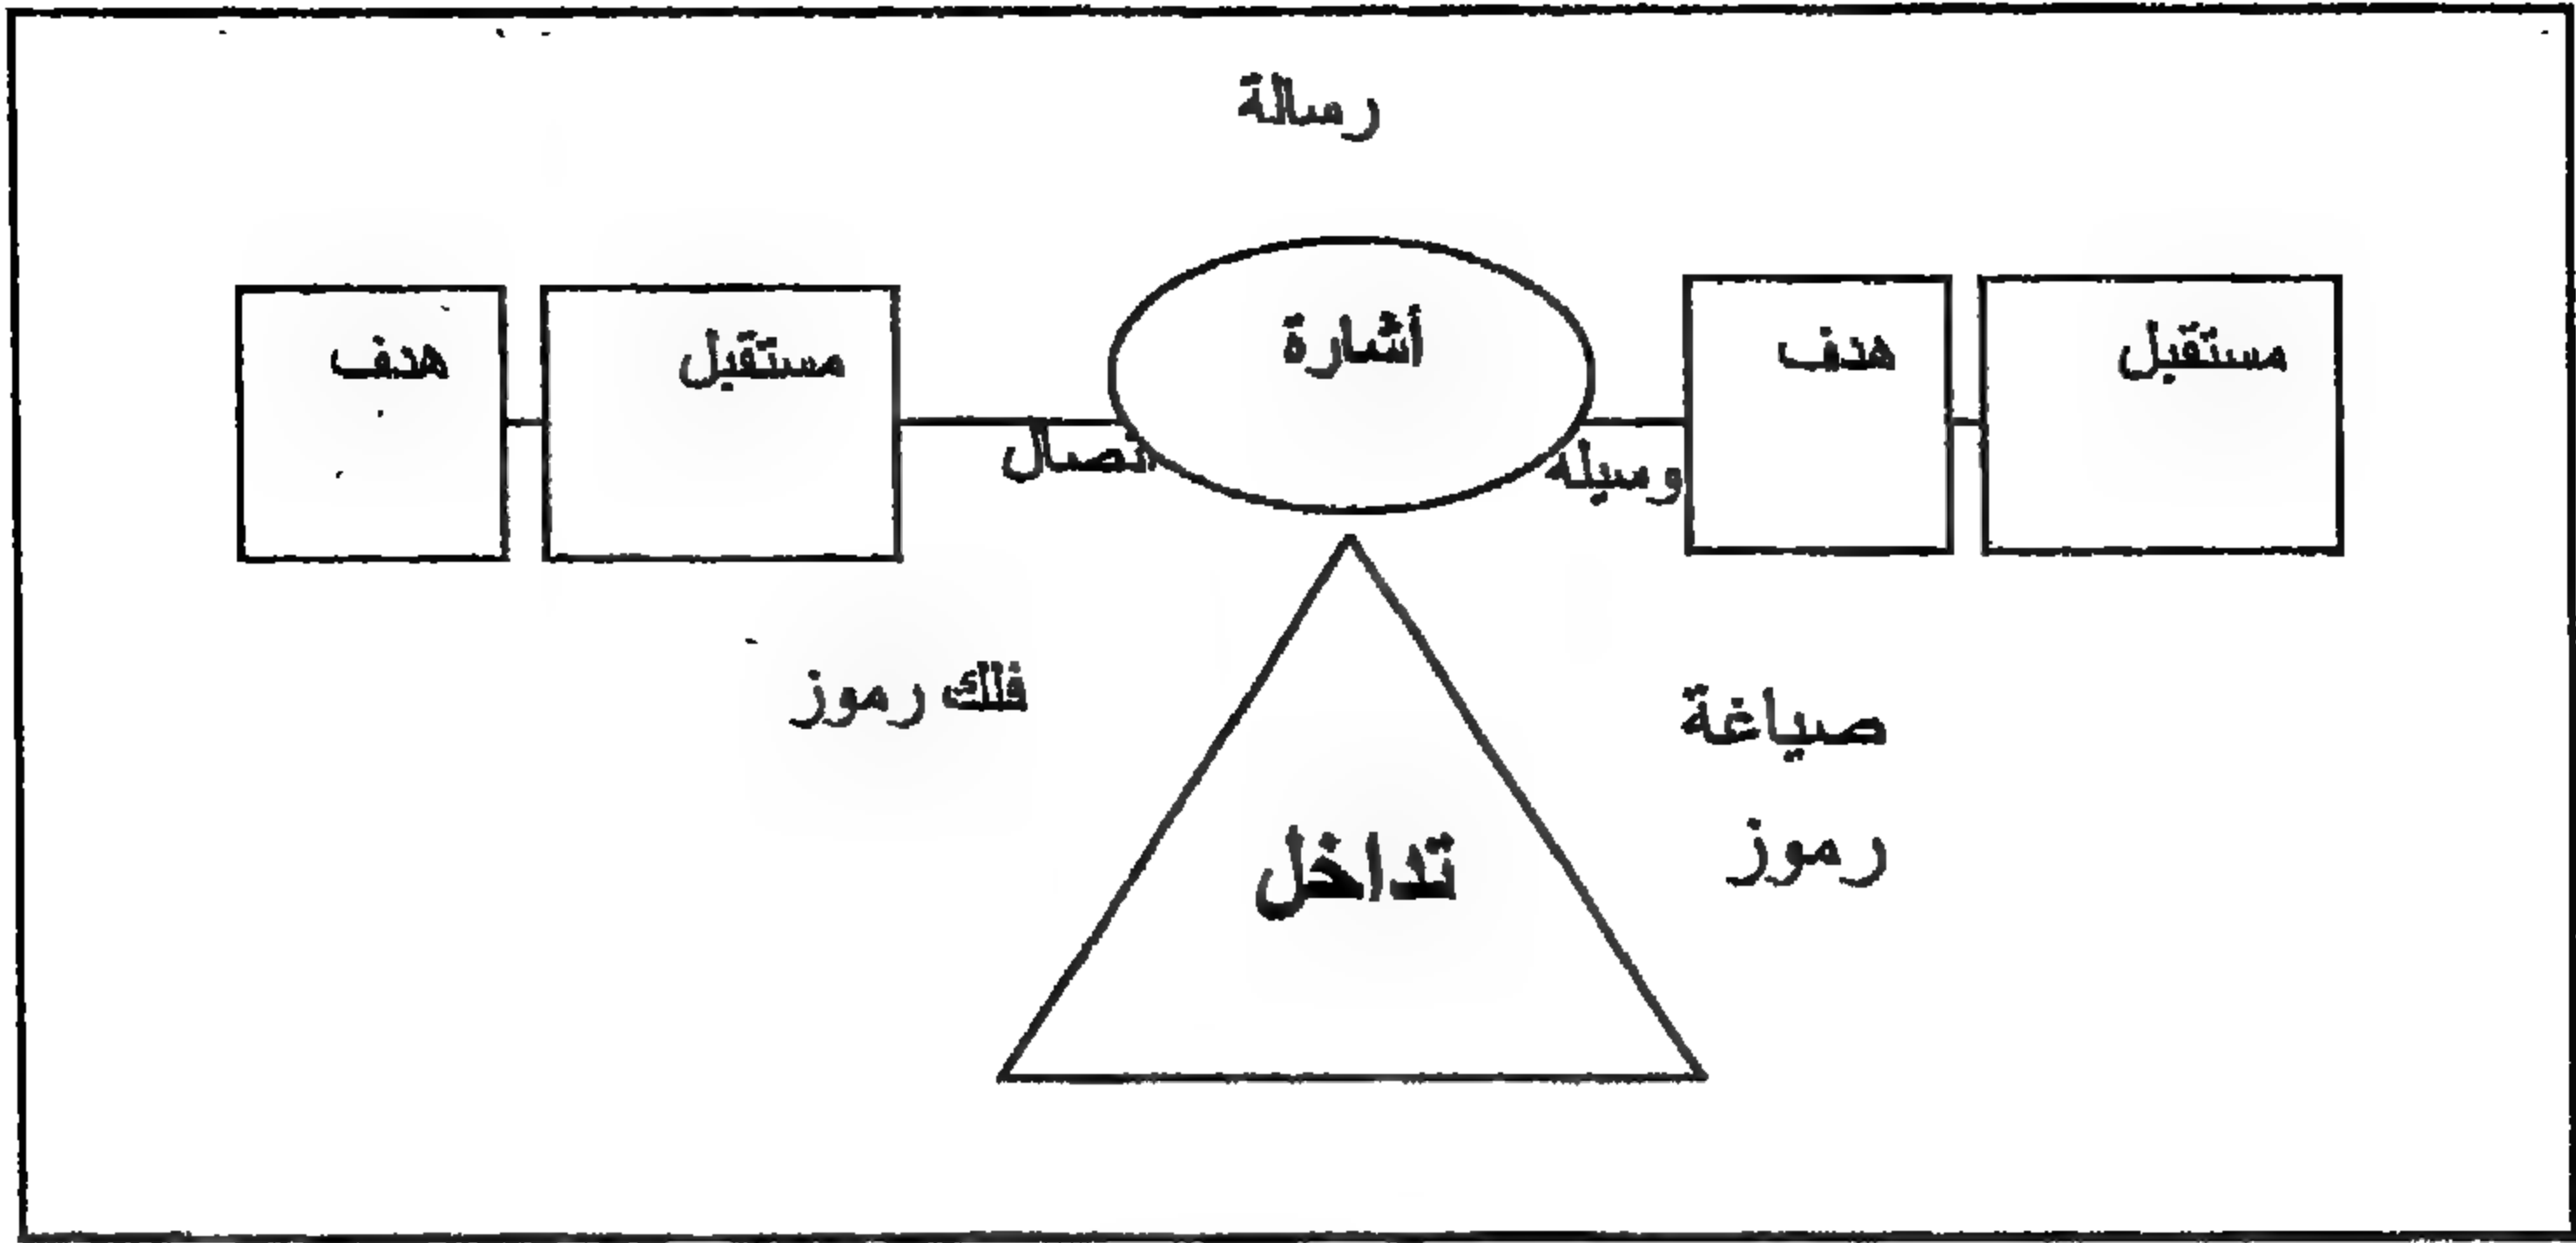 رسالة
مستقبل
هدف
أشارة
مستقبل
هدف
وسيله
اتصال
صياغة
رموز
فلك رموز
تداخل